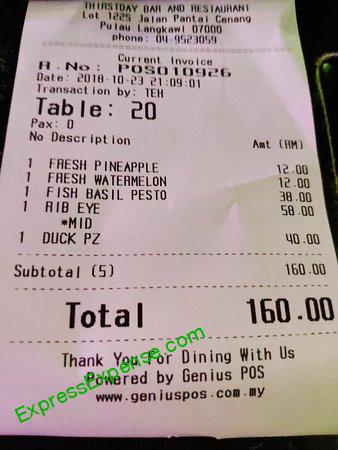 THIRSTDAY BAR AND RESTAURANT
Lot 1225 Jalan Pantai Cenang
Pulau Langkawi 07000
phone: 04-9523059
Current Invoice
R.No: POS010926
Date: 2018-10-23 21:09:01
Transaction by: TEH
Table: 20
Pax: 0
No Description Amt (RM)
1 FRESH PINEAPPLE 12.00
1 FRESH WATERMELON 12.00
1 FISH BASIL PESTO 38.00
1 RIB EYE 58.00
*MID
1 DUCK PZ 40.00
Subtotal (5) 160.00
Total 160.00
Thank You For Dining With Us
Powered by Genius POS
www.geniuspos.com.my
ExpressExpense.com